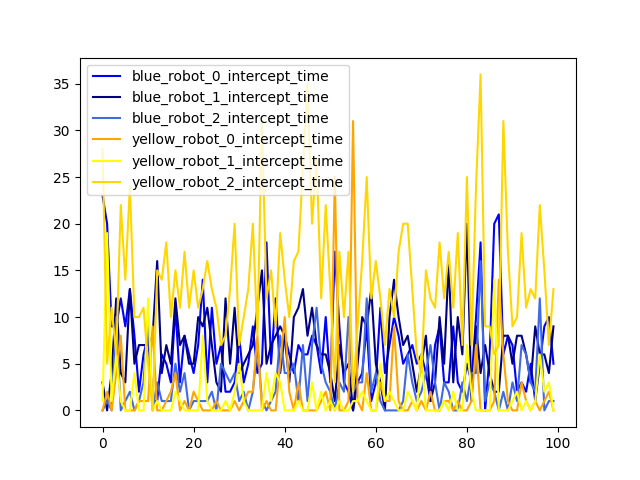 blue_robot_0_intercept_time
blue_robot_1_intercept_time
blue_robot_2_intercept_time
yellow_robot_0_intercept_time
yellow_robot_1_intercept_time
yellow_robot_2_intercept_time
35
30
25
20
15
10
5
0
0 20 40 60 80 100